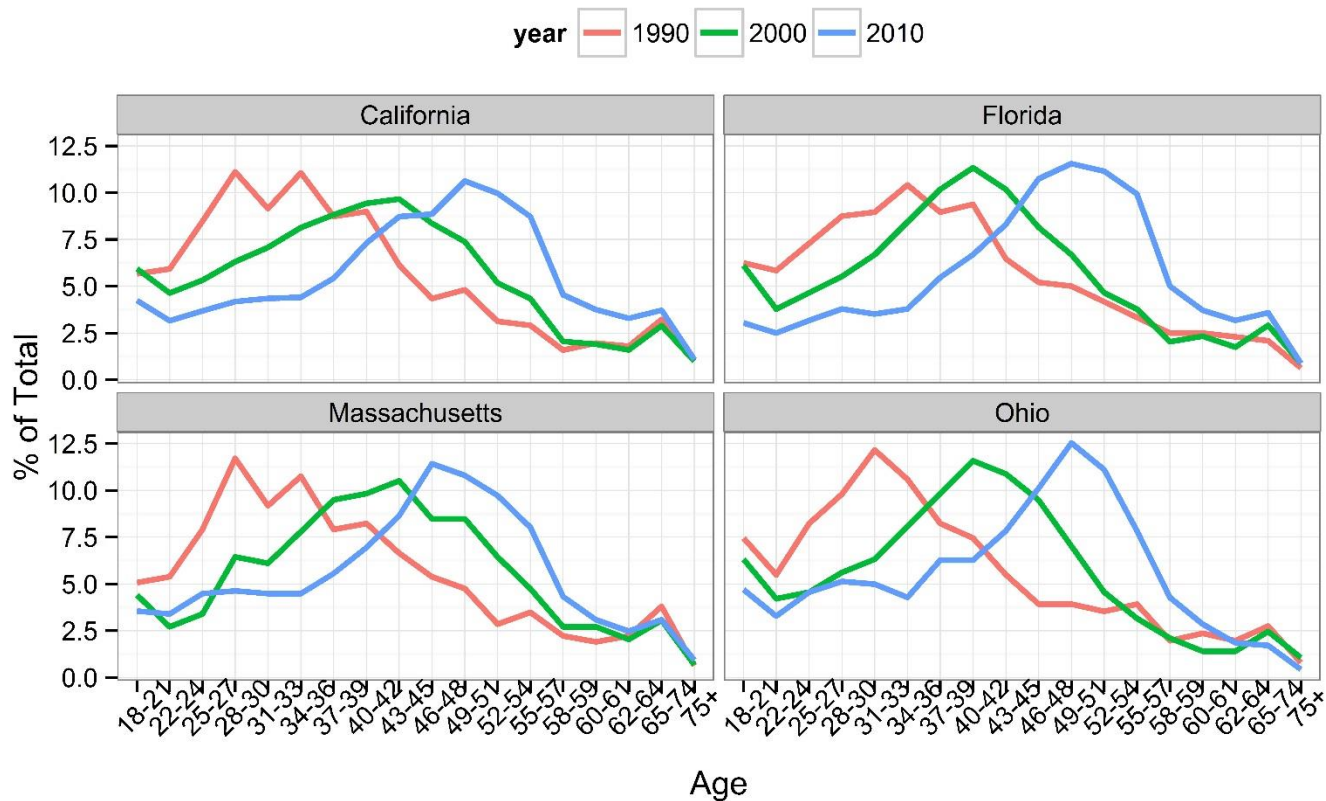 year 1990 2000 2010
California Florida
12.5
10.0
7.5
5.0
2.5
0.0
% of Total
Massachusetts Ohio
12.5
10.0
7.5
5.0
2.5
0.0
18-21 22-24 25-27 28-30 31-33 34-36 37-39 40-42 43-45 46-48 49-51 52-54 55-57 58-59 60-61 62-64 65-74 75+ 18-21 22-24 25-27 28-30 31-33 34-36 37-39 40-42 43-45 46-48 49-51 52-54 55-57 58-59 60-61 62-64 65-74 75+
Age